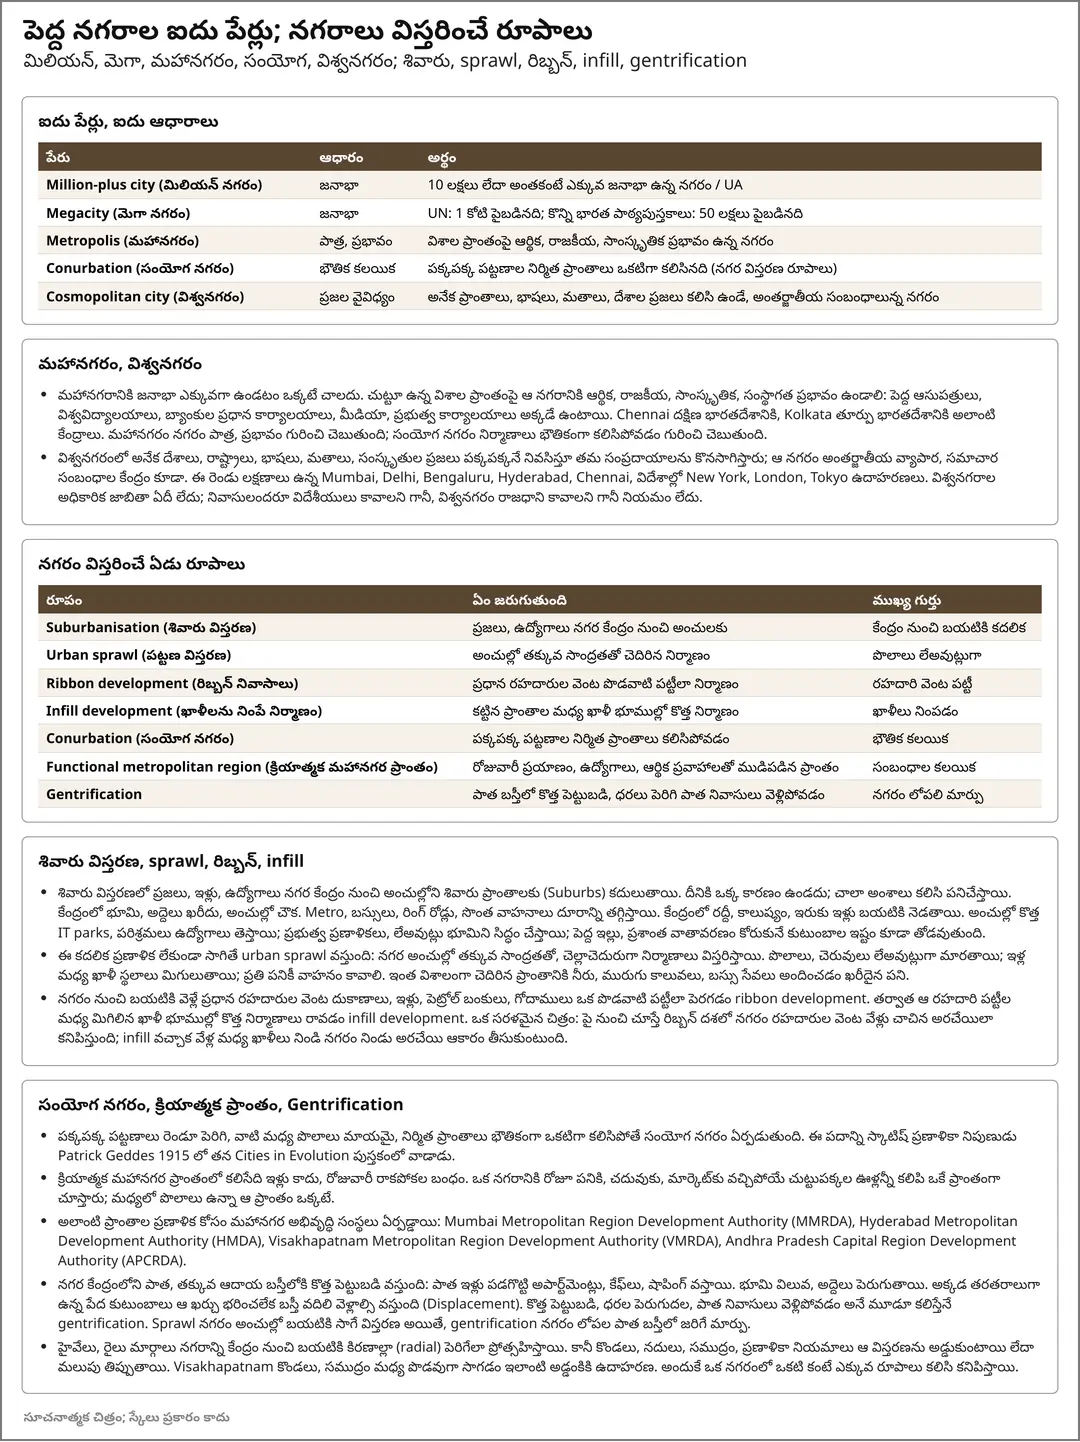 పెద్ద నగరాల ఐదు పేర్లు; నగరాలు విస్తరించే రూపాలు
మిలియన్, మెగా, మహానగరం, సంయోగ, విశ్వనగరం; శివారు, sprawl, రిబ్బన్, infill, gentrification
ఐదు పేర్లు, ఐదు ఆధారాలు
పేరు ఆధారం అర్థం
Million-plus city (మిలియన్ నగరం) జనాభా 10 లక్షలు లేదా అంతకంటే ఎక్కువ జనాభా ఉన్న నగరం / UA
Megacity (మెగా నగరం) జనాభా UN: 1 కోటి పైబడినది; కొన్ని భారత పాఠ్యపుస్తకాలు: 50 లక్షలు పైబడినది
Metropolis (మహానగరం) పాత్ర, ప్రభావం విశాల ప్రాంతంపై ఆర్థిక, రాజకీయ, సాంస్కృతిక ప్రభావం ఉన్న నగరం
Conurbation (సంయోగ నగరం) భౌతిక కలయిక పక్కపక్క పట్టణాల నిర్మిత ప్రాంతాలు ఒకటిగా కలిసినది (నగర విస్తరణ రూపాలు)
Cosmopolitan city (విశ్వనగరం) ప్రజల వైవిధ్యం అనేక ప్రాంతాలు, భాషలు, మతాలు, దేశాల ప్రజలు కలిసి ఉండే, అంతర్జాతీయ సంబంధాలున్న నగరం
మహానగరం, విశ్వనగరం
• మహానగరానికి జనాభా ఎక్కువగా ఉండటం ఒక్కటే చాలదు. చుట్టూ ఉన్న విశాల ప్రాంతంపై ఆ నగరానికి ఆర్థిక, రాజకీయ, సాంస్కృతిక, సంస్థాగత ప్రభావం ఉండాలి: పెద్ద ఆసుపత్రులు,
విశ్వవిద్యాలయాలు, బ్యాంకుల ప్రధాన కార్యాలయాలు, మీడియా, ప్రభుత్వ కార్యాలయాలు అక్కడే ఉంటాయి. Chennai దక్షిణ భారతదేశానికి, Kolkata తూర్పు భారతదేశానికి అలాంటి
కేంద్రాలు. మహానగరం నగరం పాత్ర, ప్రభావం గురించి చెబుతుంది; సంయోగ నగరం నిర్మాణాలు భౌతికంగా కలిసిపోవడం గురించి చెబుతుంది.
• విశ్వనగరంలో అనేక దేశాలు, రాష్ట్రాలు, భాషలు, మతాలు, సంస్కృతుల ప్రజలు పక్కపక్కనే నివసిస్తూ తమ సంప్రదాయాలను కొనసాగిస్తారు; ఆ నగరం అంతర్జాతీయ వ్యాపార, సమాచార
సంబంధాల కేంద్రం కూడా. ఈ రెండు లక్షణాలు ఉన్న Mumbai, Delhi, Bengaluru, Hyderabad, Chennai, విదేశాల్లో New York, London, Tokyo ఉదాహరణలు. విశ్వనగరాల
అధికారిక జాబితా ఏదీ లేదు; నివాసులందరూ విదేశీయులు కావాలని గానీ, విశ్వనగరం రాజధాని కావాలని గానీ నియమం లేదు.
నగరం విస్తరించే ఏడు రూపాలు
రూపం ఏం జరుగుతుంది ముఖ్య గుర్తు
Suburbanisation (శివారు విస్తరణ) ప్రజలు, ఉద్యోగాలు నగర కేంద్రం నుంచి అంచులకు కేంద్రం నుంచి బయటికి కదలిక
Urban sprawl (పట్టణ విస్తరణ) అంచుల్లో తక్కువ సాంద్రతతో చెదిరిన నిర్మాణం పొలాలు లేఅవుట్లుగా
Ribbon development (రిబ్బన్ నివాసాలు) ప్రధాన రహదారుల వెంట పొడవాటి పట్టీలా నిర్మాణం రహదారి వెంట పట్టీ
Infill development (ఖాళీలను నింపే నిర్మాణం) కట్టిన ప్రాంతాల మధ్య ఖాళీ భూముల్లో కొత్త నిర్మాణం ఖాళీలు నింపడం
Conurbation (సంయోగ నగరం) పక్కపక్క పట్టణాల నిర్మిత ప్రాంతాలు కలిసిపోవడం భౌతిక కలయిక
Functional metropolitan region (క్రియాత్మక మహానగర ప్రాంతం) రోజువారీ ప్రయాణం, ఉద్యోగాలు, ఆర్థిక ప్రవాహాలతో ముడిపడిన ప్రాంతం సంబంధాల కలయిక
Gentrification పాత బస్తీలో కొత్త పెట్టుబడి, ధరలు పెరిగి పాత నివాసులు వెళ్లిపోవడం నగరం లోపలి మార్పు
శివారు విస్తరణ, sprawl, రిబ్బన్, infill
• శివారు విస్తరణలో ప్రజలు, ఇళ్లు, ఉద్యోగాలు నగర కేంద్రం నుంచి అంచుల్లోని శివారు ప్రాంతాలకు (Suburbs) కదులుతాయి. దీనికి ఒక్క కారణం ఉండదు; చాలా అంశాలు కలిసి పనిచేస్తాయి.
కేంద్రంలో భూమి, అద్దెలు ఖరీదు, అంచుల్లో చౌక. Metro, బస్సులు, రింగ్ రోడ్లు, సొంత వాహనాలు దూరాన్ని తగ్గిస్తాయి. కేంద్రంలో రద్దీ, కాలుష్యం, ఇరుకు ఇళ్లు బయటికి నెడతాయి. అంచుల్లో కొత్త
IT parks, పరిశ్రమలు ఉద్యోగాలు తెస్తాయి; ప్రభుత్వ ప్రణాళికలు, లేఅవుట్లు భూమిని సిద్ధం చేస్తాయి; పెద్ద ఇల్లు, ప్రశాంత వాతావరణం కోరుకునే కుటుంబాల ఇష్టం కూడా తోడవుతుంది.
• ఈ కదలిక ప్రణాళిక లేకుండా సాగితే urban sprawl వస్తుంది: నగర అంచుల్లో తక్కువ సాంద్రతతో, చెల్లాచెదురుగా నిర్మాణాలు విస్తరిస్తాయి. పొలాలు, చెరువులు లేఅవుట్లుగా మారతాయి; ఇళ్ల
మధ్య ఖాళీ స్థలాలు మిగులుతాయి; ప్రతి పనికీ వాహనం కావాలి. ఇంత విశాలంగా చెదిరిన ప్రాంతానికి నీరు, మురుగు కాలువలు, బస్సు సేవలు అందించడం ఖరీదైన పని.
• నగరం నుంచి బయటికి వెళ్లే ప్రధాన రహదారుల వెంట దుకాణాలు, ఇళ్లు, పెట్రోల్ బంకులు, గోదాములు ఒక పొడవాటి పట్టీలా పెరగడం ribbon development. తర్వాత ఆ రహదారి పట్టీల
మధ్య మిగిలిన ఖాళీ భూముల్లో కొత్త నిర్మాణాలు రావడం infill development. ఒక సరళమైన చిత్రం: పై నుంచి చూస్తే రిబ్బన్ దశలో నగరం రహదారుల వెంట వేళ్లు చాచిన అరచేయిలా
కనిపిస్తుంది; infill వచ్చాక వేళ్ల మధ్య ఖాళీలు నిండి నగరం నిండు అరచేయి ఆకారం తీసుకుంటుంది.
సంయోగ నగరం, క్రియాత్మక ప్రాంతం, Gentrification
• పక్కపక్క పట్టణాలు రెండూ పెరిగి, వాటి మధ్య పొలాలు మాయమై, నిర్మిత ప్రాంతాలు భౌతికంగా ఒకటిగా కలిసిపోతే సంయోగ నగరం ఏర్పడుతుంది. ఈ పదాన్ని స్కాటిష్ ప్రణాళికా నిపుణుడు
Patrick Geddes 1915 లో తన Cities in Evolution పుస్తకంలో వాడాడు.
• క్రియాత్మక మహానగర ప్రాంతంలో కలిసేది ఇళ్లు కాదు, రోజువారీ రాకపోకల బంధం. ఒక నగరానికి రోజూ పనికి, చదువుకు, మార్కెట్‌కు వచ్చిపోయే చుట్టుపక్కల ఊళ్లన్నీ కలిపి ఒకే ప్రాంతంగా
చూస్తారు; మధ్యలో పొలాలు ఉన్నా ఆ ప్రాంతం ఒక్కటే.
• అలాంటి ప్రాంతాల ప్రణాళిక కోసం మహానగర అభివృద్ధి సంస్థలు ఏర్పడ్డాయి: Mumbai Metropolitan Region Development Authority (MMRDA), Hyderabad Metropolitan
Development Authority (HMDA), Visakhapatnam Metropolitan Region Development Authority (VMRDA), Andhra Pradesh Capital Region Development
Authority (APCRDA).
• నగర కేంద్రంలోని పాత, తక్కువ ఆదాయ బస్తీలోకి కొత్త పెట్టుబడి వస్తుంది: పాత ఇళ్లు పడగొట్టి అపార్ట్‌మెంట్లు, కేఫ్‌లు, షాపింగ్ వస్తాయి. భూమి విలువ, అద్దెలు పెరుగుతాయి. అక్కడ తరతరాలుగా
ఉన్న పేద కుటుంబాలు ఆ ఖర్చు భరించలేక బస్తీ వదిలి వెళ్లాల్సి వస్తుంది (Displacement). కొత్త పెట్టుబడి, ధరల పెరుగుదల, పాత నివాసులు వెళ్లిపోవడం అనే మూడూ కలిస్తేనే
gentrification. Sprawl నగరం అంచుల్లో బయటికి సాగే విస్తరణ అయితే, gentrification నగరం లోపల పాత బస్తీలో జరిగే మార్పు.
• హైవేలు, రైలు మార్గాలు నగరాన్ని కేంద్రం నుంచి బయటికి కిరణాల్లా (radial) పెరిగేలా ప్రోత్సహిస్తాయి. కానీ కొండలు, నదులు, సముద్రం, ప్రణాళికా నియమాలు ఆ విస్తరణను అడ్డుకుంటాయి లేదా
మలుపు తిప్పుతాయి. Visakhapatnam కొండలు, సముద్రం మధ్య పొడవుగా సాగడం ఇలాంటి అడ్డంకికి ఉదాహరణ. అందుకే ఒక నగరంలో ఒకటి కంటే ఎక్కువ రూపాలు కలిసి కనిపిస్తాయి.
సూచనాత్మక చిత్రం; స్కేలు ప్రకారం కాదు